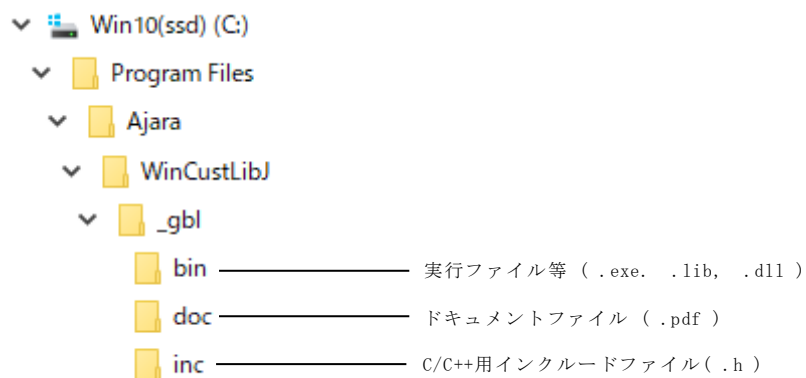 Win10(ssd) (C:)
Program Files
Ajara
WinCustLibJ
_gbl
bin 実行ファイル等 ( .exe. .lib, .dll )
doc ドキュメントファイル ( .pdf )
inc C/C++用インクルードファイル( .h )